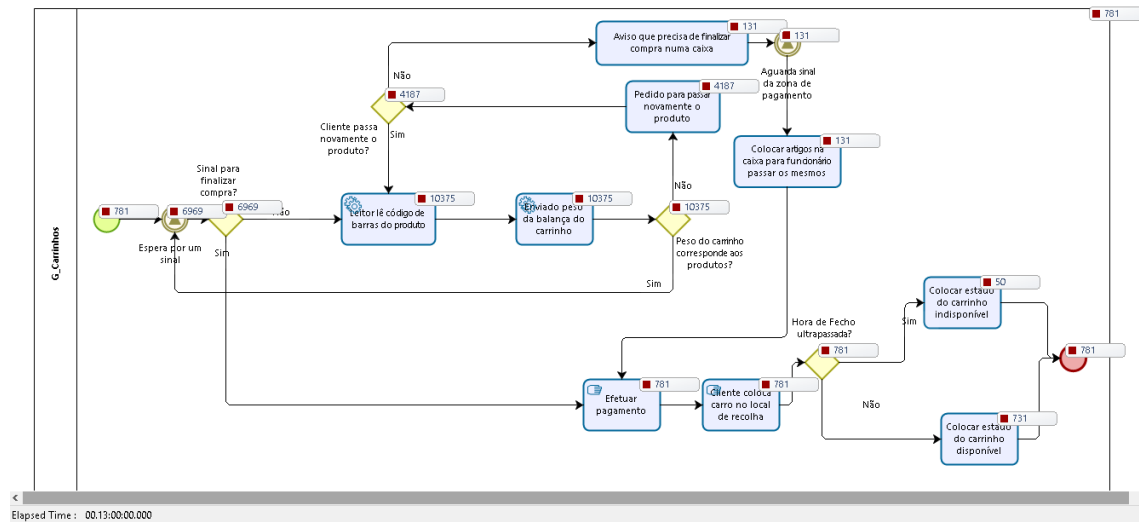 781
131
Aviso que precisa de finalizar
compra numa caixa
131
Não
Aguarda sinal
da zona de
pagamento
4187
4187
Pedido para passar
novamente o
produto
Cliente passa
novamente o
produto?
Sim
131
Colocar artigos na
caixa para funcionário
passar os mesmos
Sinal para
finalizar
compra?
Não
781
6969
6969
Não
10375
Leitor lê código de
barras do produto
10375
Enviado peso
da balança do
carrinho
10375
Espera por um
sinal
Sim
Peso do carrinho
corresponde aos
produtos?
Sim
G_Carrinhos
50
Colocar estado
do carrinho
indisponível
Hora de Fecho
ultrapassada?
Sim
781
781
781
Efetuar
pagamento
781
Cliente coloca
carro no local
de recolha
Não
731
Colocar estado
do carrinho
disponível
Elapsed Time : 00.13:00:00.000